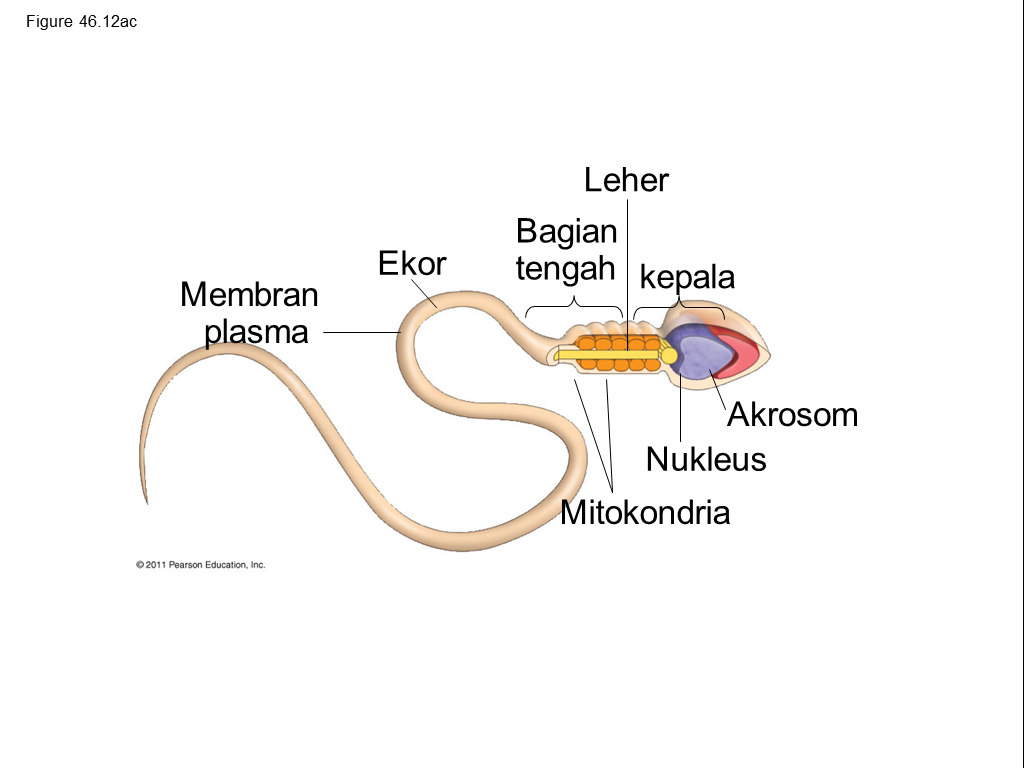 Figure 46.12ac
Leher
Bagian
tengah
kepala
Ekor
Membran
plasma
Akrosom
Nukleus
Mitokondria
© 2011 Pearson Education, Inc.